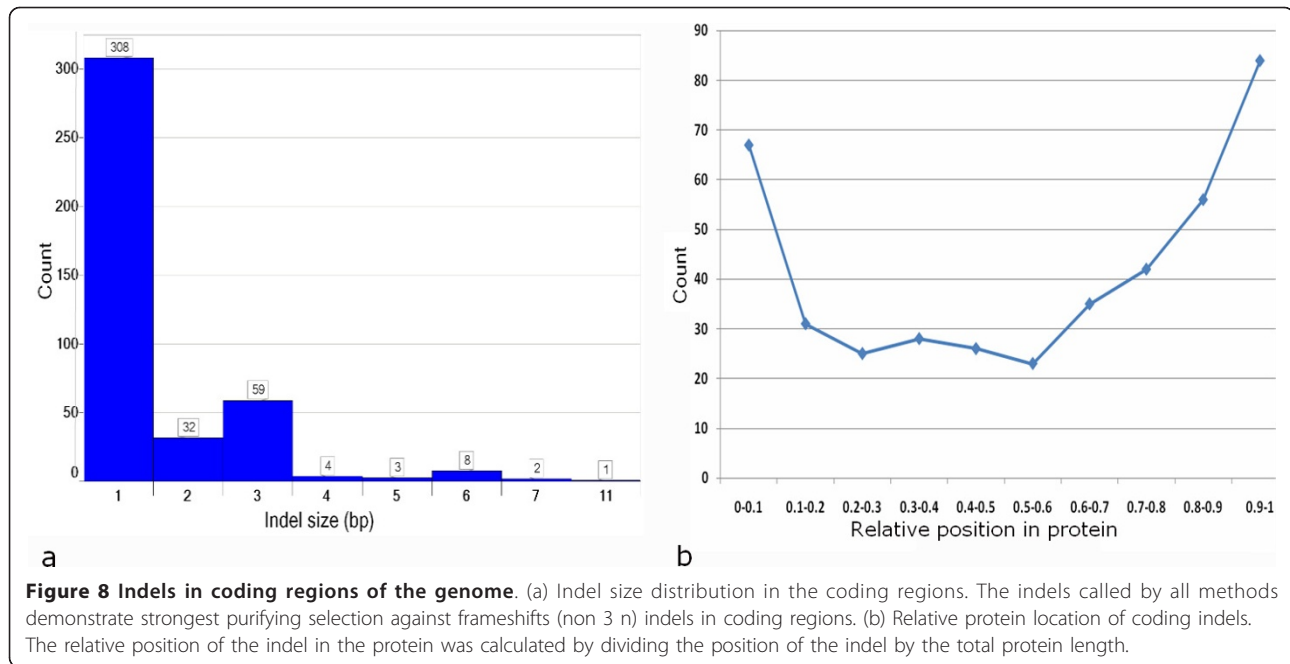 308
300
250
200
150
100
50
0
32
59
4
3
8
2
1
Count
1 2 3 4 5 6 7 11
Indel size (bp)
a
90
80
70
60
50
40
30
20
10
0
Count
0-0.1 0.1-0.2 0.2-0.3 0.3-0.4 0.4-0.5 0.5-0.6 0.6-0.7 0.7-0.8 0.8-0.9 0.9-1
Relative position in protein
b
Figure 8 Indels in coding regions of the genome. (a) Indel size distribution in the coding regions. The indels called by all methods
demonstrate strongest purifying selection against frameshifts (non 3 n) indels in coding regions. (b) Relative protein location of coding indels.
The relative position of the indel in the protein was calculated by dividing the position of the indel by the total protein length.